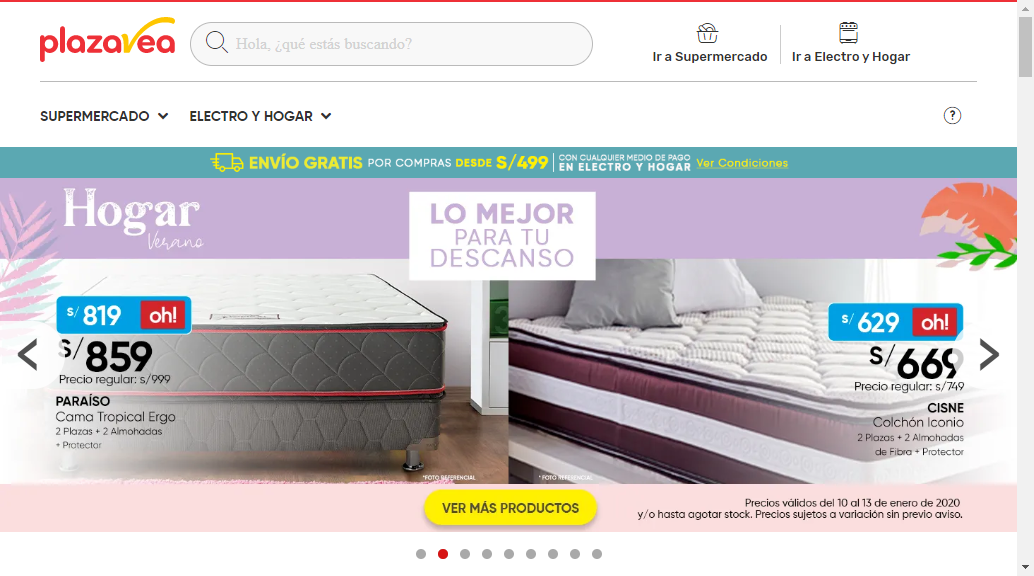 plazavea
Hola, ¿qué estás buscando?
Ir a Supermercado
Ir a Electro y Hogar
SUPERMERCADO
ELECTRO Y HOGAR
?
ENVÍO GRATIS POR COMPRAS DESDE S/499
CON CUALQUIER MEDIO DE PAGO
EN ELECTRO Y HOGAR
Ver Condiciones
Hogar
Verano
LO MEJOR
PARA TU
DESCANSO
S/ 819 oh!
S/859
Precio regular: s/999
PARAÍSO
Cama Tropical Ergo
2 Plazas + 2 Almohadas
+ Protector
*FOTO REFERENCIAL
S/ 629 oh!
S/669
Precio regular: s/749
CISNE
Colchón Iconio
2 Plazas + 2 Almohadas
de Fibra + Protector
*FOTO REFERENCIAL
VER MÁS PRODUCTOS
Precios válidos del 10 al 13 de enero de 2020
y/o hasta agotar stock. Precios sujetos a variación sin previo aviso.